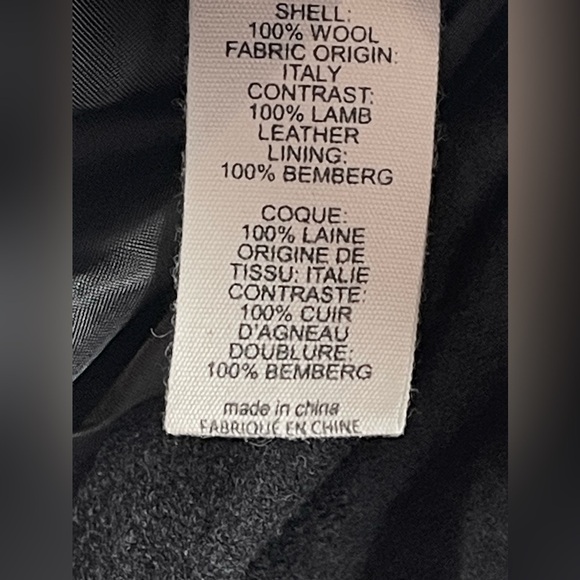 SHELL:
100% WOOL
FABRIC ORIGIN:
ITALY
CONTRAST:
100% LAMB
LEATHER
LINING:
100% BEMBERG
COQUE:
100% LAINE
ORIGINE DE
TISSU: ITALIE
CONTRASTE:
100% CUIR
D'AGNEAU
DOUBLURE:
100% BEMBERG
made in china
FABRIQUE EN CHINE